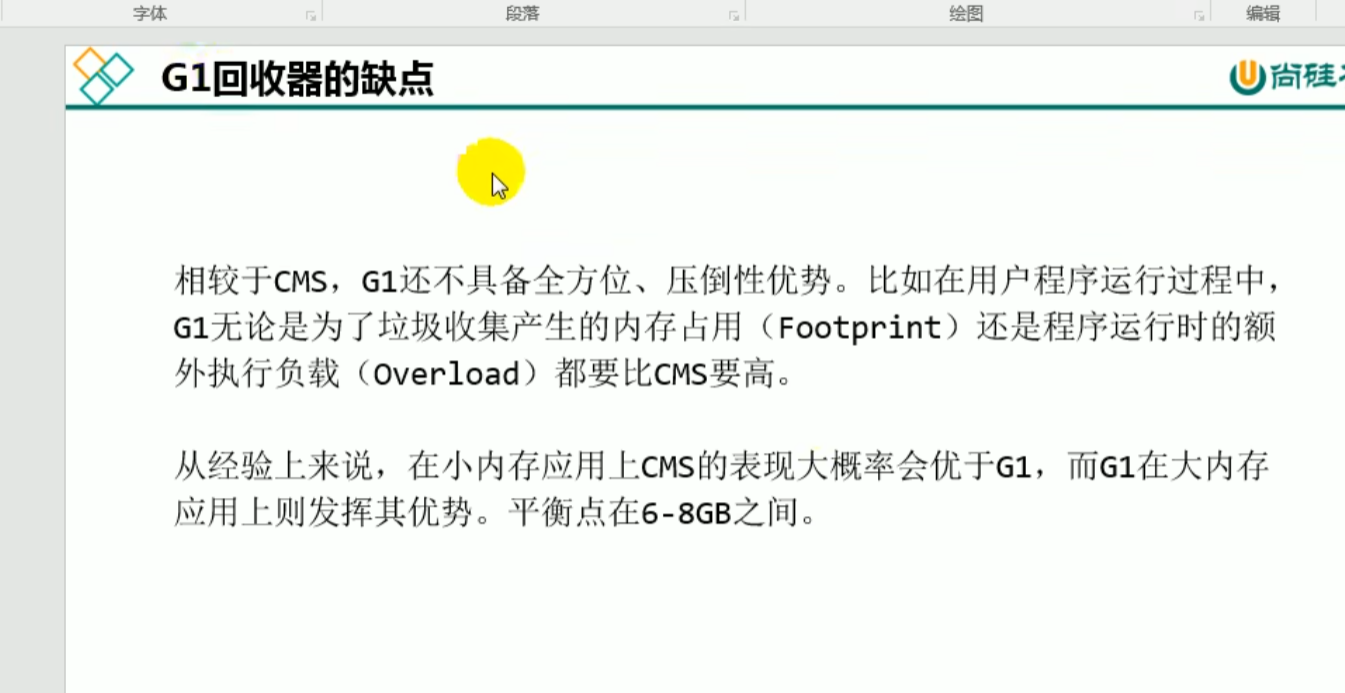 字体 段落 绘图 编辑
G1回收器的缺点
尚硅
相较于CMS，G1还不具备全方位、压倒性优势。比如在用户程序运行过程中，
G1无论是为了垃圾收集产生的内存占用（Footprint）还是程序运行时的额
外执行负载（Overload）都要比CMS要高。
从经验上来说，在小内存应用上CMS的表现大概率会优于G1，而G1在大内存
应用上则发挥其优势。平衡点在6-8GB之间。